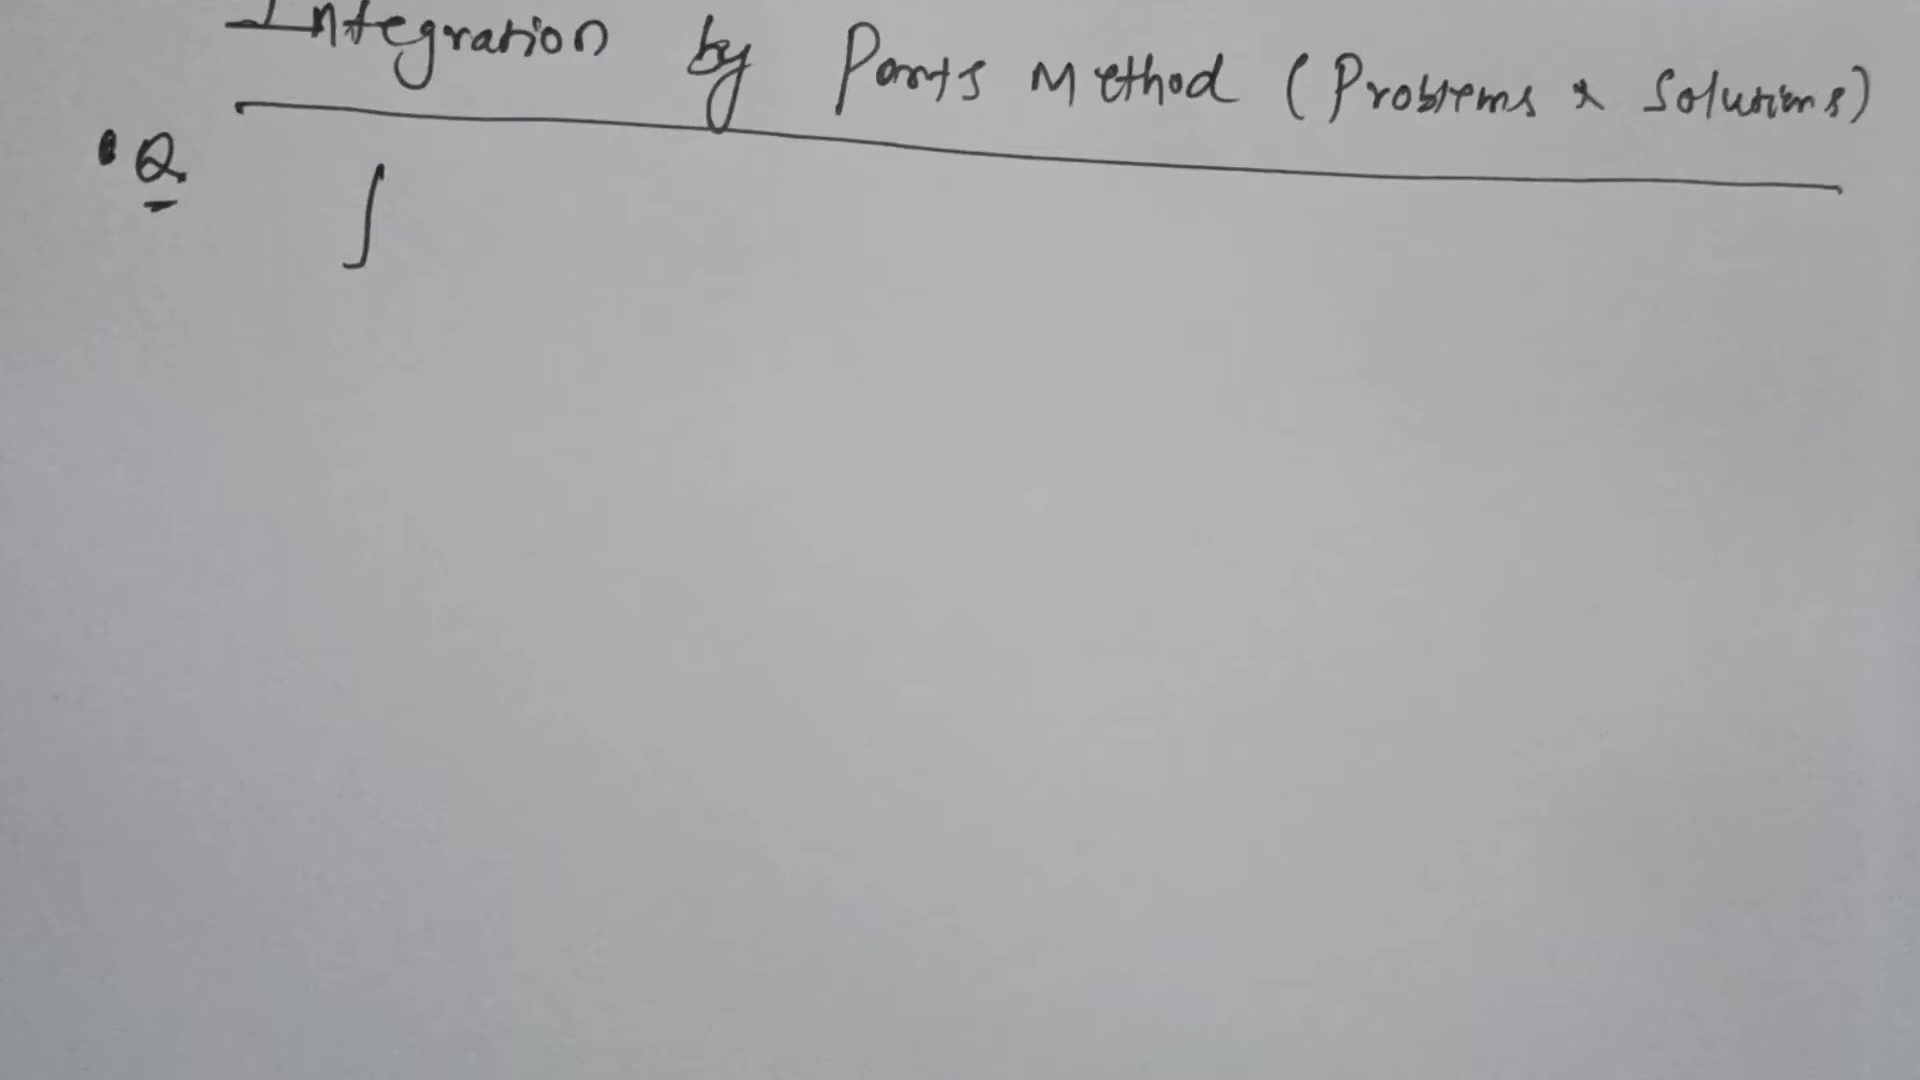 Integration by Parts Method (Problems & Solutions)
Q
∫